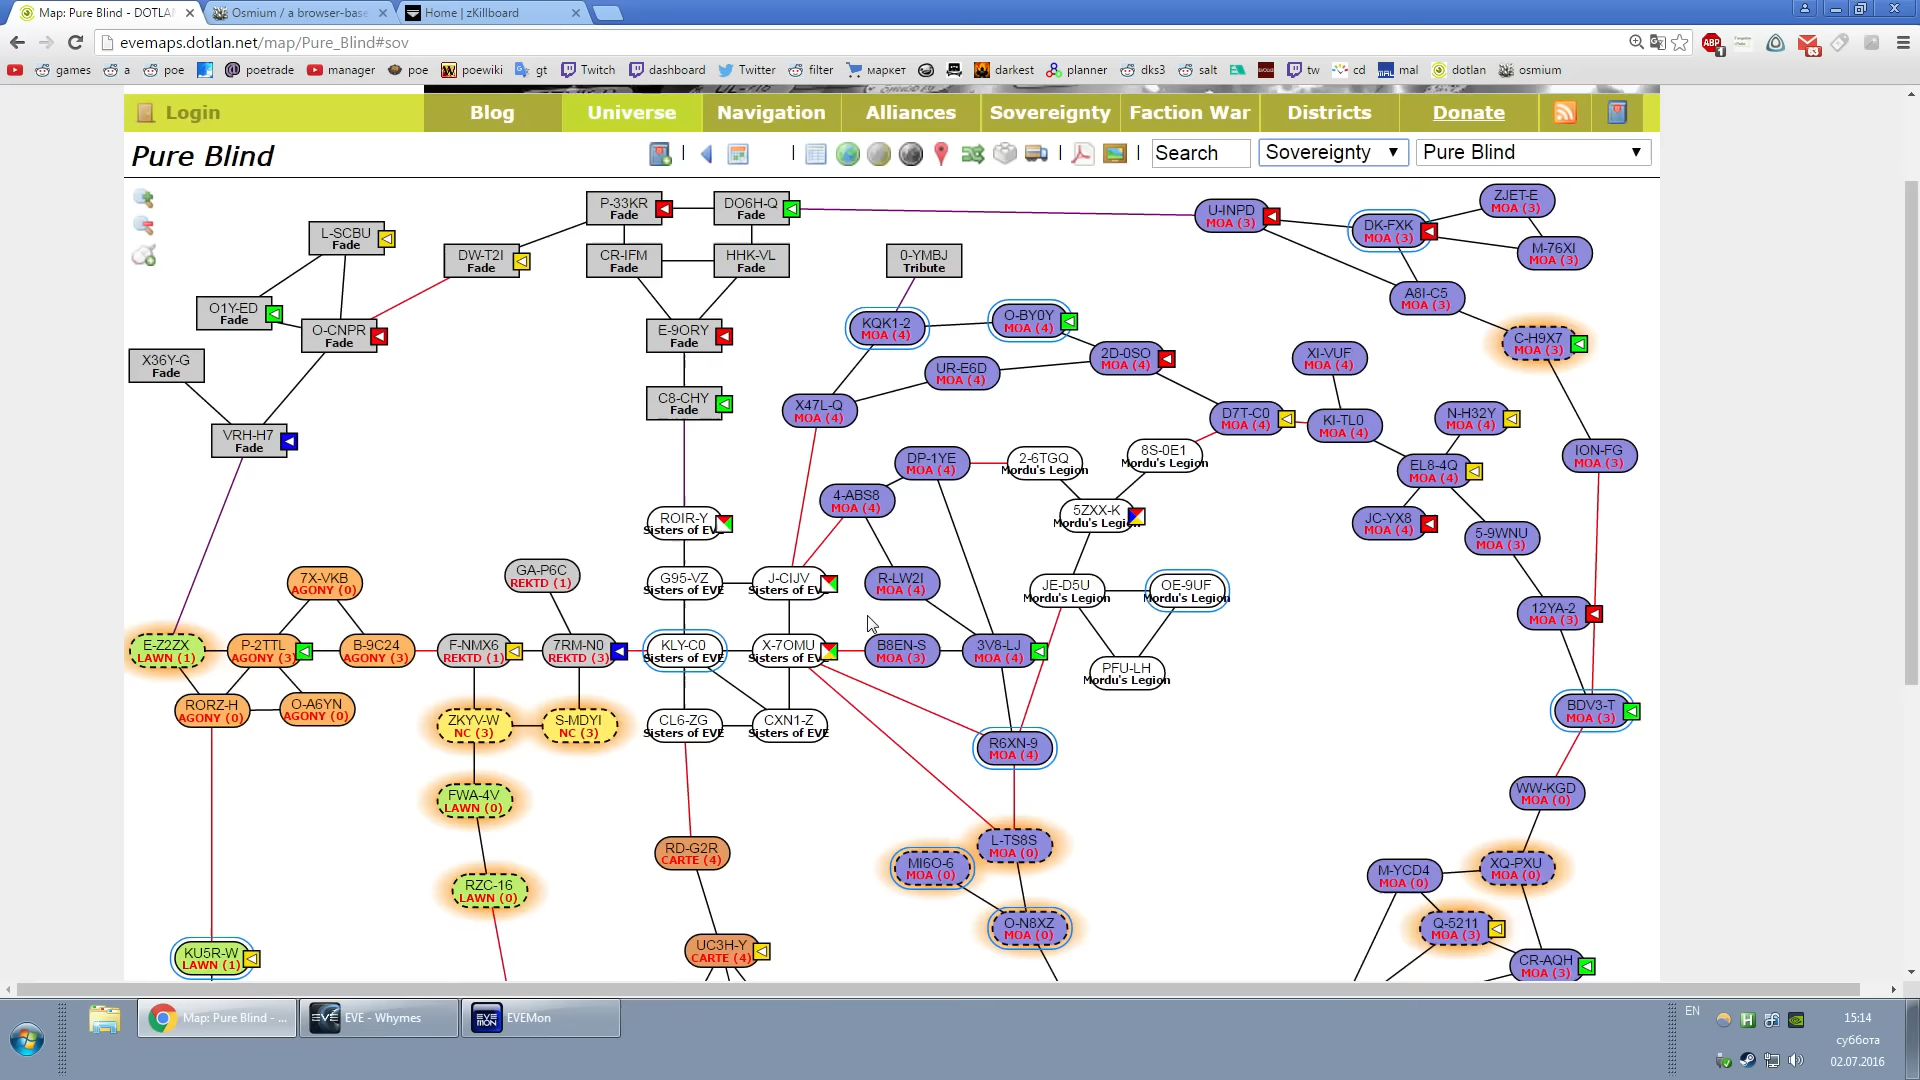 Map: Pure Blind - DOTLA
Osmium / a browser-base
Home | zKillboard
evemaps.dotlan.net/map/Pure_Blind#sov
games
a
poe
poetrade
manager
poe
poewiki
gt
Twitch
dashboard
Twitter
filter
маркет
darkest
planner
dks3
salt
tw
cd
mal
dotlan
osmium
Login
Blog
Universe
Navigation
Alliances
Sovereignty
Faction War
Districts
Donate
Pure Blind
Search
Sovereignty
Pure Blind
P-33KR
Fade
DO6H-Q
Fade
U-INPD
MOA (3)
DK-FXK
MOA (3)
ZJET-E
MOA (3)
M-76XI
MOA (3)
L-SCBU
Fade
DW-T2I
Fade
CR-IFM
Fade
HHK-VL
Fade
0-YMBJ
Tribute
A8I-C5
MOA (3)
O1Y-ED
Fade
O-CNPR
Fade
E-9ORY
Fade
KQK1-2
MOA (4)
O-BY0Y
MOA (4)
C-H9X7
MOA (3)
X36Y-G
Fade
UR-E6D
MOA (4)
2D-0SO
MOA (4)
XI-VUF
MOA (4)
C8-CHY
Fade
X47L-Q
MOA (4)
D7T-C0
MOA (4)
KI-TL0
MOA (4)
N-H32Y
MOA (4)
VRH-H7
Fade
DP-1YE
MOA (4)
2-6TGQ
Mordu's Legion
8S-0E1
Mordu's Legion
EL8-4Q
MOA (4)
ION-FG
MOA (3)
4-ABS8
MOA (4)
5ZXX-K
Mordu's Legion
JC-YX8
MOA (4)
5-9WNU
MOA (3)
ROIR-Y
Sisters of EVE
7X-VKB
AGONY (0)
GA-P6C
REKTD (1)
G95-VZ
Sisters of EVE
J-CIJV
Sisters of EVE
R-LW2I
MOA (4)
JE-D5U
Mordu's Legion
OE-9UF
Mordu's Legion
12YA-2
MOA (3)
E-Z2ZX
LAWN (1)
P-2TTL
AGONY (3)
B-9C24
AGONY (3)
F-NMX6
REKTD (1)
7RM-N0
REKTD (3)
KLY-C0
Sisters of EVE
X-7OMU
Sisters of EVE
B8EN-S
MOA (3)
3V8-LJ
MOA (4)
PFU-LH
Mordu's Legion
RORZ-H
AGONY (0)
O-A6YN
AGONY (0)
ZKYV-W
NC (3)
S-MDYI
NC (3)
CL6-ZG
Sisters of EVE
CXN1-Z
Sisters of EVE
R6XN-9
MOA (4)
BDV3-T
MOA (3)
FWA-4V
LAWN (0)
WW-KGD
MOA (0)
RD-G2R
CARTE (4)
L-TS8S
MOA (0)
MI6O-6
MOA (0)
M-YCD4
MOA (0)
XQ-PXU
MOA (0)
RZC-16
LAWN (0)
O-N8XZ
MOA (0)
Q-5211
MOA (3)
KU5R-W
LAWN (1)
UC3H-Y
CARTE (4)
CR-AQH
MOA (3)
Map: Pure Blind - ...
EVE - Whymes
EVEMon
EN
15:14
суббота
02.07.2016